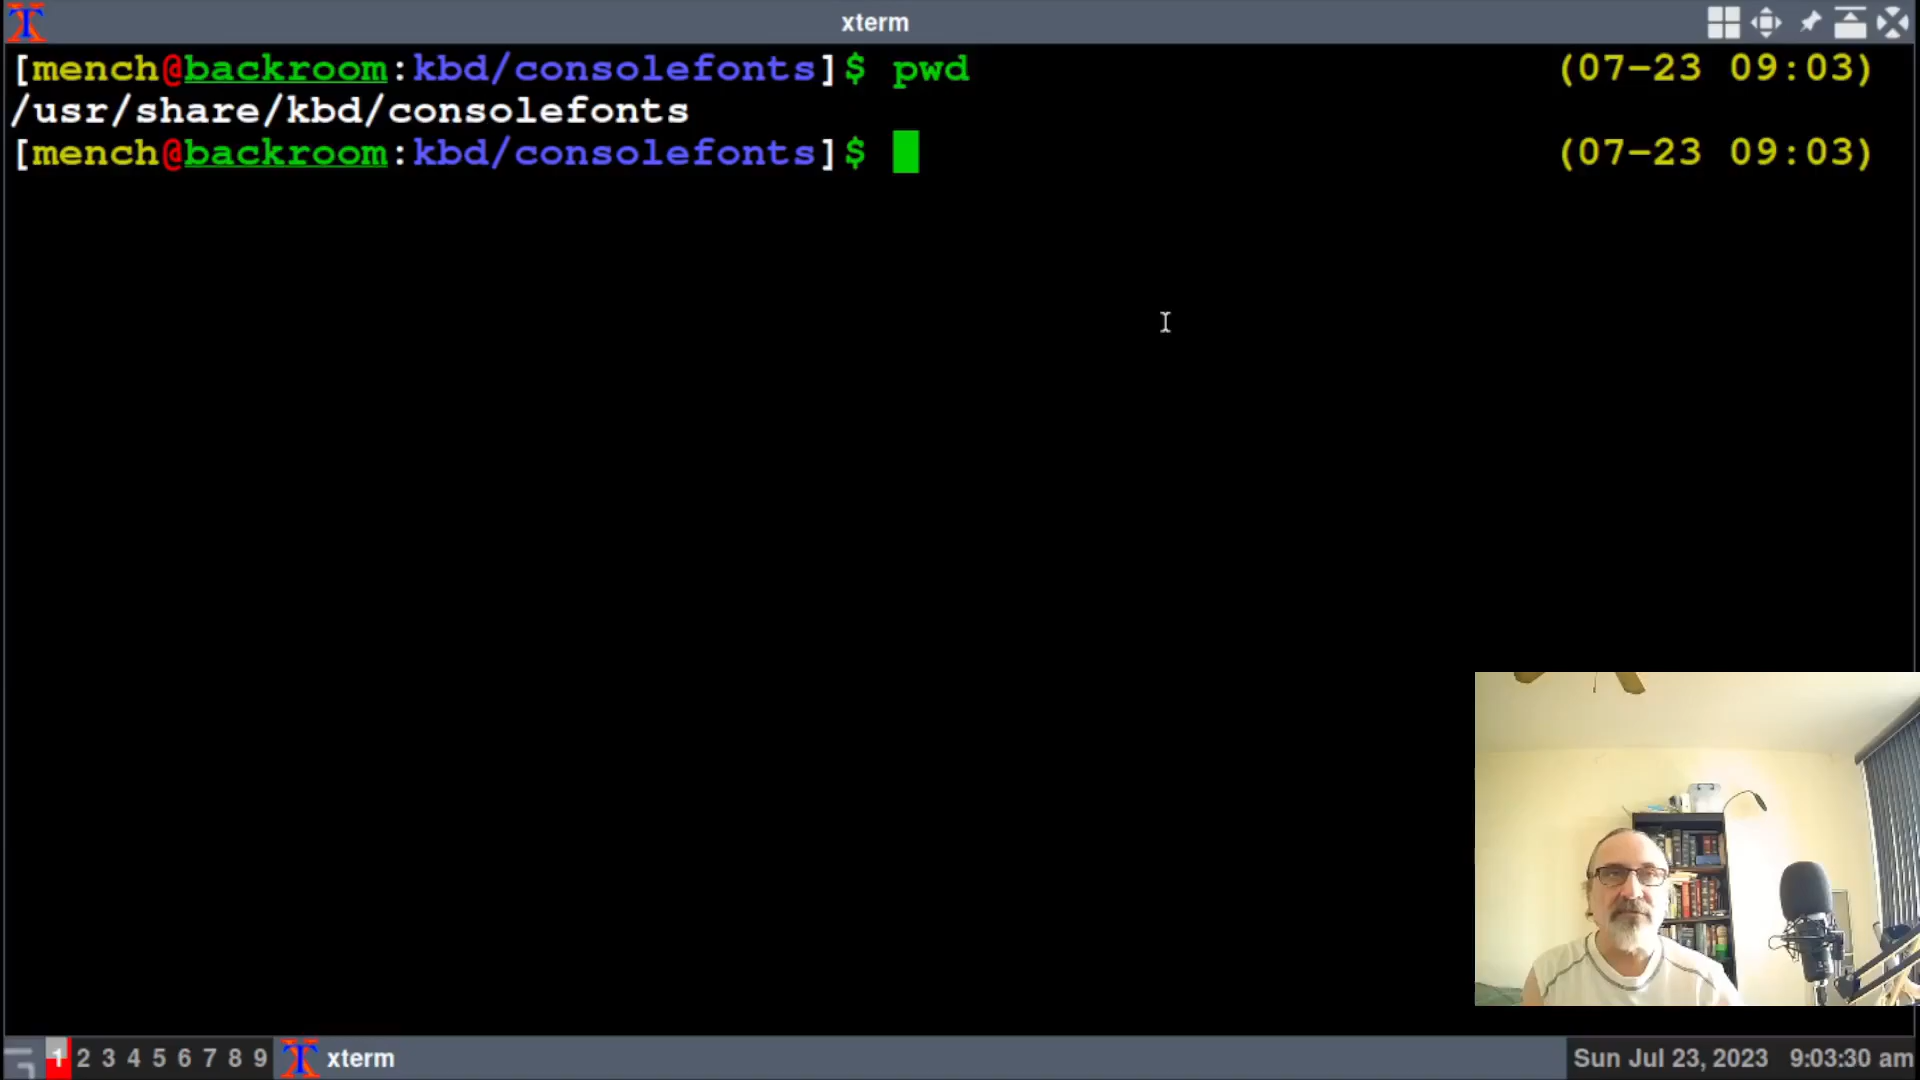 xterm
[mench@backroom:kbd/consolefonts]$ pwd (07-23 09:03)
/usr/share/kbd/consolefonts
[mench@backroom:kbd/consolefonts]$ (07-23 09:03)
1 2 3 4 5 6 7 8 9 xterm Sun Jul 23, 2023 9:03:30 am